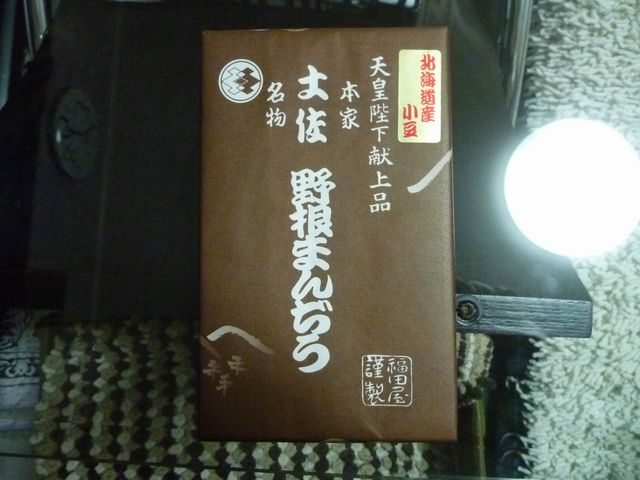 北海道産
小豆
天皇陛下献上品
本家
土佐
名物
野根まんぢう
福田屋
謹製